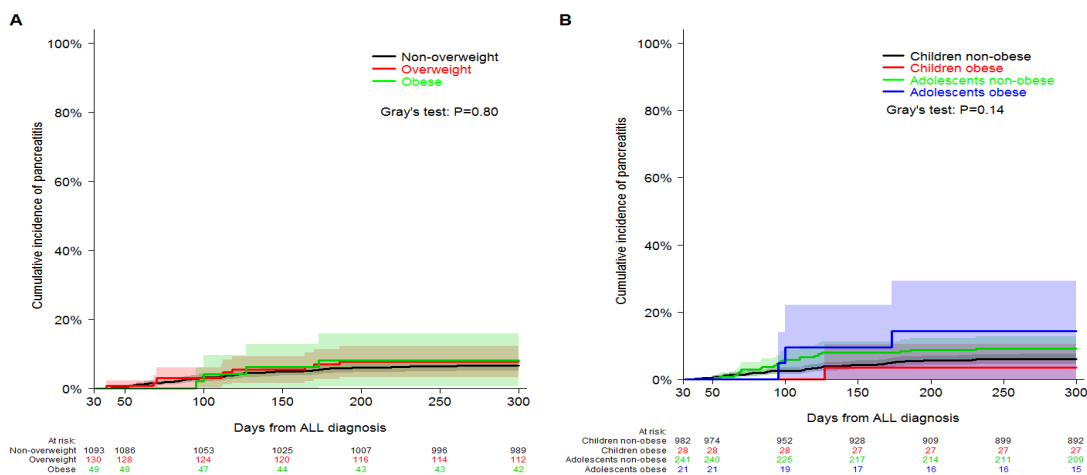 A
Cumulative incidence of pancreatitis
100%
80%
60%
40%
20%
0%
Non-overweight
Overweight
Obese
Gray's test: P=0.80
30 50 100 150 200 250 300
Days from ALL diagnosis
At risk:
Non-overweight 1093 1086 1053 1025 1007 996 989
Overweight 130 128 124 120 116 114 112
Obese 49 49 47 44 43 43 42
B
Cumulative incidence of pancreatitis
100%
80%
60%
40%
20%
0%
Children non-obese
Children obese
Adolescents non-obese
Adolescents obese
Gray's test: P=0.14
30 50 100 150 200 250 300
Days from ALL diagnosis
At risk:
Children non-obese 982 974 952 928 909 899 892
Children obese 28 28 28 27 27 27 27
Adolescents non-obese 241 240 225 217 214 211 209
Adolescents obese 21 21 19 17 16 16 15